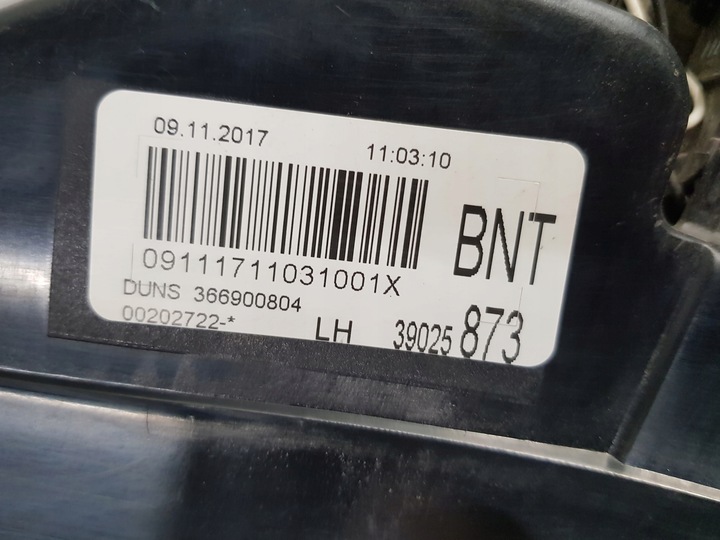 09.11.2017 11:03:10
09111711031001X
BNT
DUNS 366900804
00202722-*
LH 39025 873